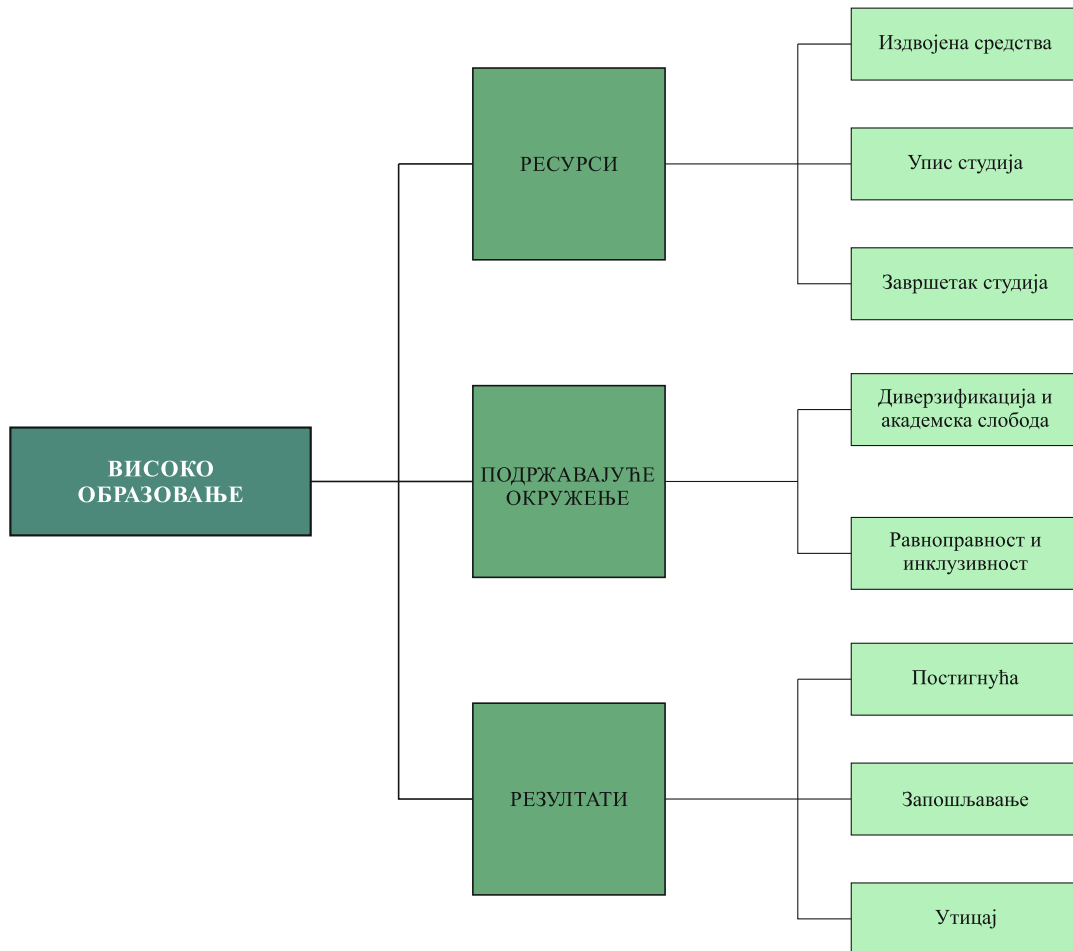 ВИСОКО
ОБРАЗОВАЊЕ
РЕСУРСИ
Издвојена средства
Упис студија
Завршетак студија
ПОДРЖАВАЈУЋЕ
ОКРУЖЕЊЕ
Диверзификација и
академска слобода
Равноправност и
инклузивност
РЕЗУЛТАТИ
Постигнућа
Запошљавање
Утицај